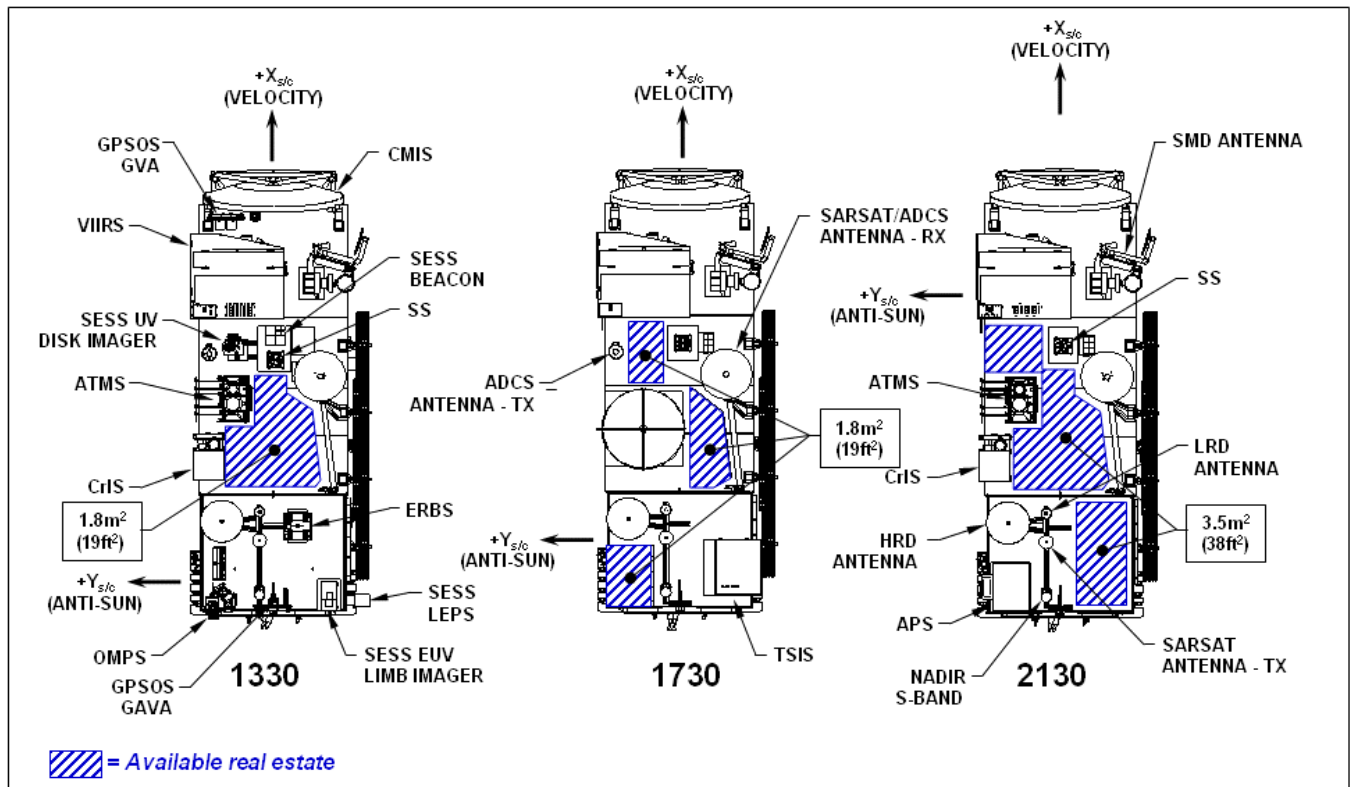 +Xs/c
(VELOCITY)
GPSOS
GVA
CMIS
VIIRS
SESS
BEACON
SESS UV
DISK IMAGER
SS
ATMS
CrIS
1.8m²
(19ft²)
ERBS
+Ys/c
(ANTI-SUN)
SESS
LEPS
OMPS
GPSOS
GAVA
SESS EUV
LIMB IMAGER
1330
+Xs/c
(VELOCITY)
SARSAT/ADCS
ANTENNA - RX
ADCS
ANTENNA - TX
1.8m²
(19ft²)
+Ys/c
(ANTI-SUN)
TSIS
1730
+Xs/c
(VELOCITY)
SMD ANTENNA
+Ys/c
(ANTI-SUN)
SS
ATMS
CrIS
LRD
ANTENNA
HRD
ANTENNA
3.5m²
(38ft²)
APS
NADIR
S-BAND
SARSAT
ANTENNA - TX
2130
= Available real estate